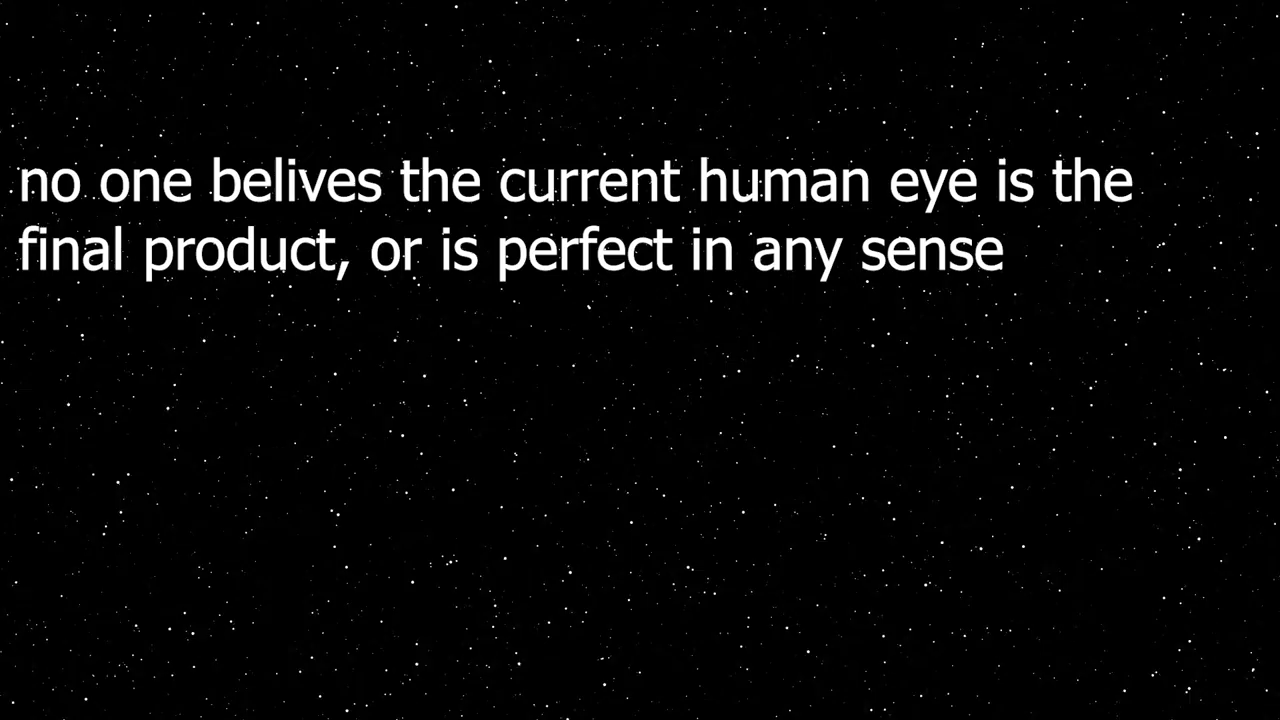 no one belives the current human eye is the
final product, or is perfect in any sense